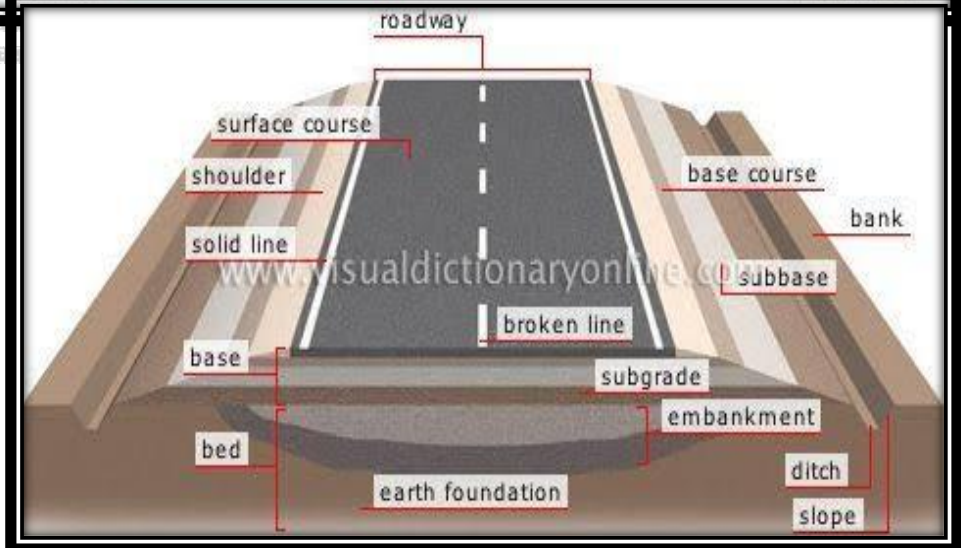 roadway
surface course
shoulder
base course
bank
solid line
www.visualdictionaryonline.com
subbase
broken line
base
subgrade
embankment
bed
ditch
earth foundation
slope